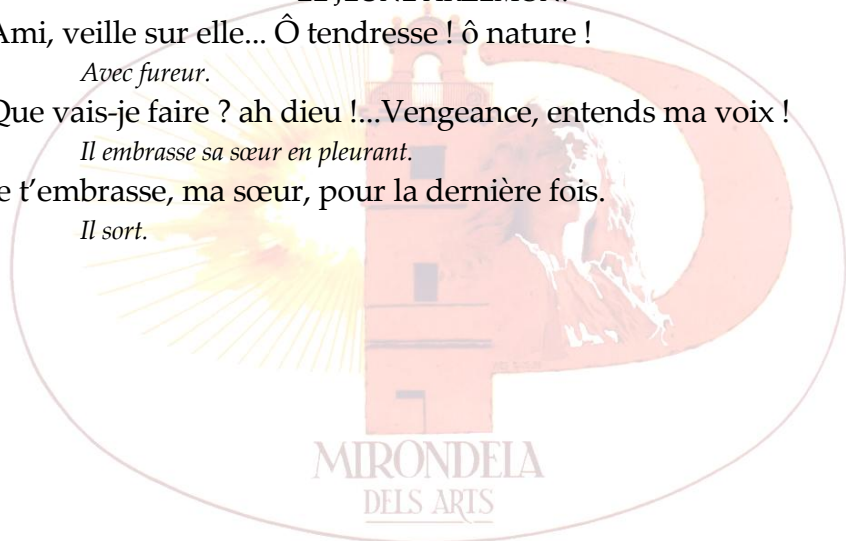 Ami, veille sur elle... Ô tendresse ! ô nature !
Avec fureur.
Que vais-je faire ? ah dieu !...Vengeance, entends ma voix !
Il embrasse sa sœur en pleurant.
e t'embrasse, ma sœur, pour la dernière fois.
Il sort.
MIRONDELA
DELS ARTS